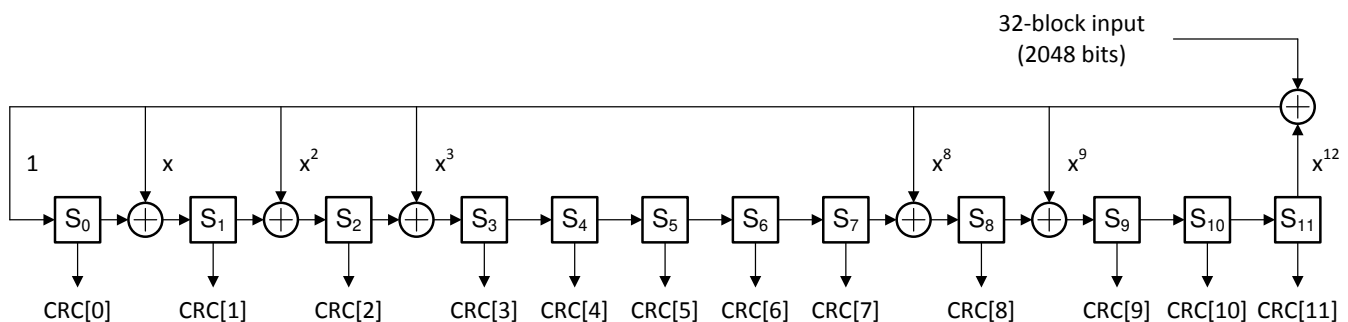 32-block input
(2048 bits)
1 x x² x³ x⁸ x⁹ x¹²
S₀ S₁ S₂ S₃ S₄ S₅ S₆ S₇ S₈ S₉ S₁₀ S₁₁
CRC[0] CRC[1] CRC[2] CRC[3] CRC[4] CRC[5] CRC[6] CRC[7] CRC[8] CRC[9] CRC[10] CRC[11]